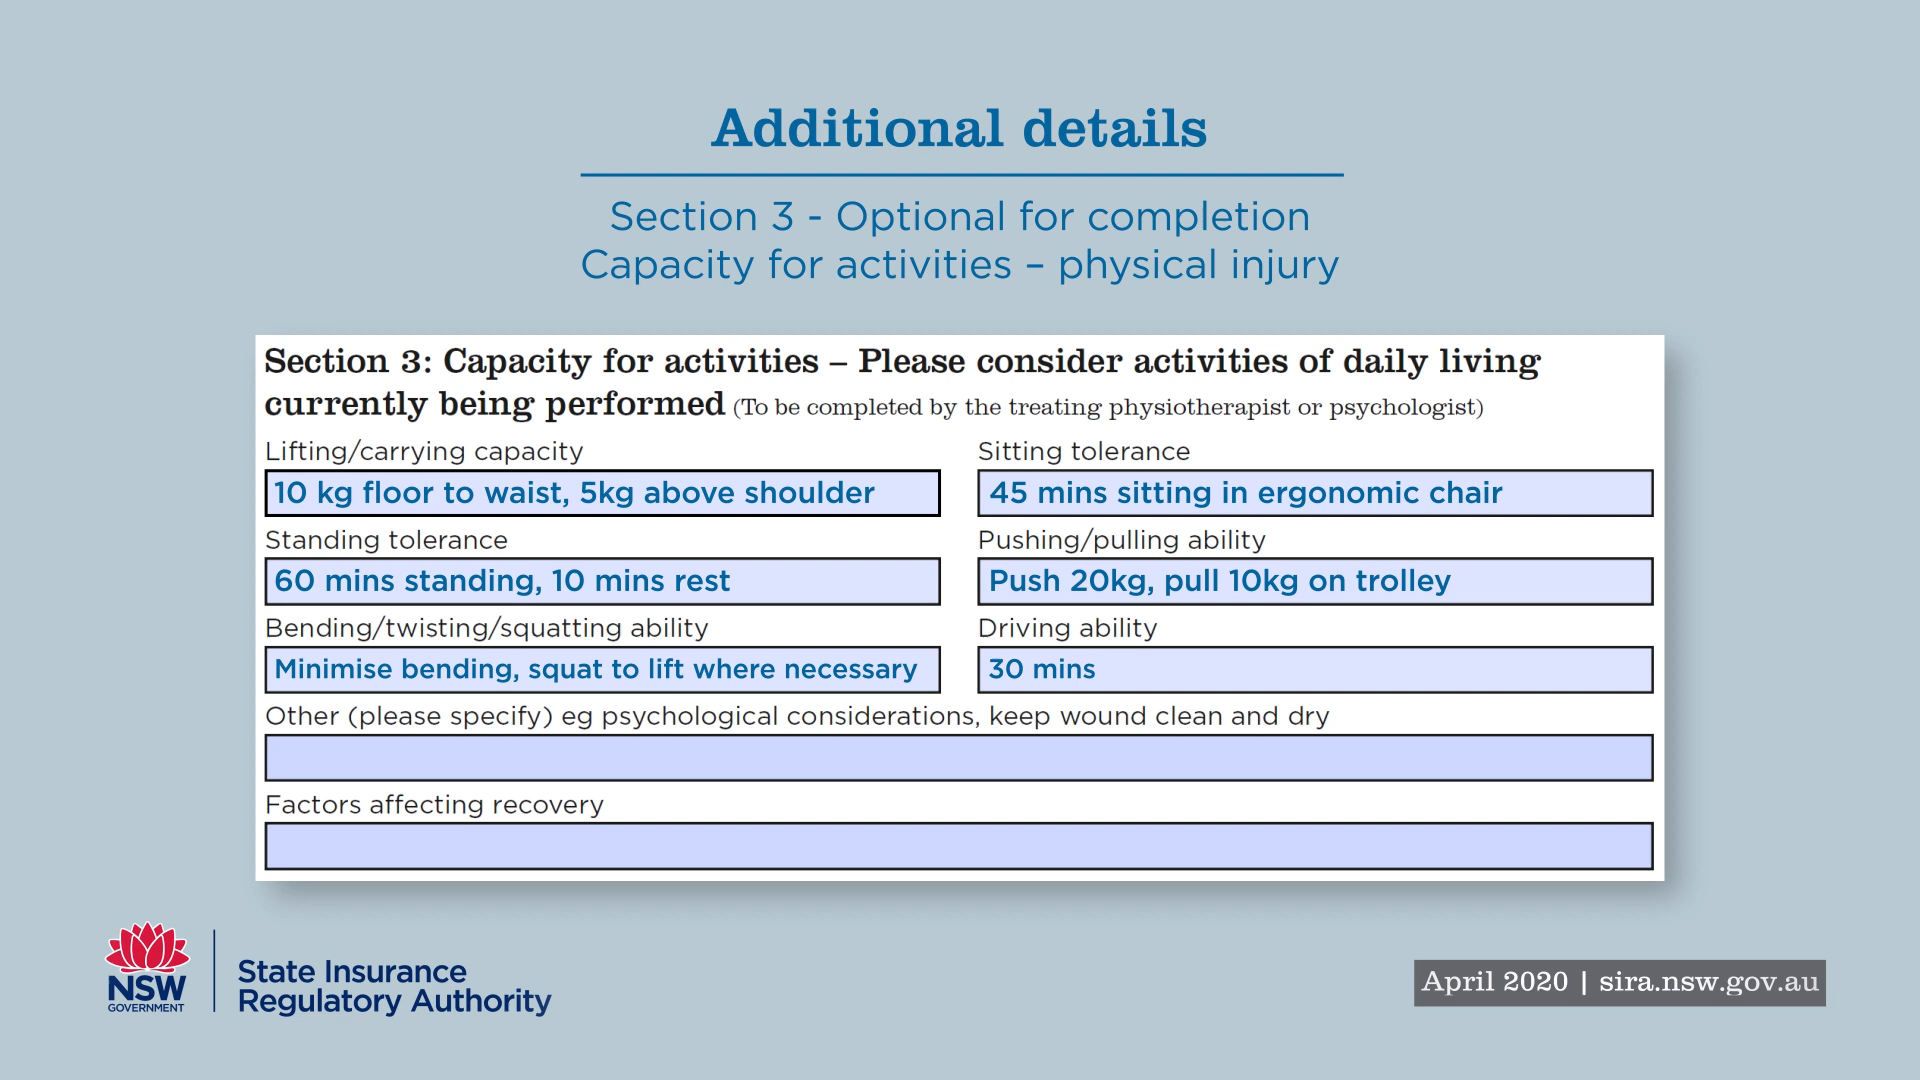 Additional details
Section 3 - Optional for completion
Capacity for activities – physical injury
Section 3: Capacity for activities – Please consider activities of daily living
currently being performed (To be completed by the treating physiotherapist or psychologist)
Lifting/carrying capacity
10 kg floor to waist, 5kg above shoulder
Sitting tolerance
45 mins sitting in ergonomic chair
Standing tolerance
60 mins standing, 10 mins rest
Pushing/pulling ability
Push 20kg, pull 10kg on trolley
Bending/twisting/squatting ability
Minimise bending, squat to lift where necessary
Driving ability
30 mins
Other (please specify) eg psychological considerations, keep wound clean and dry
Factors affecting recovery
NSW
GOVERNMENT
State Insurance
Regulatory Authority
April 2020 | sira.nsw.gov.au